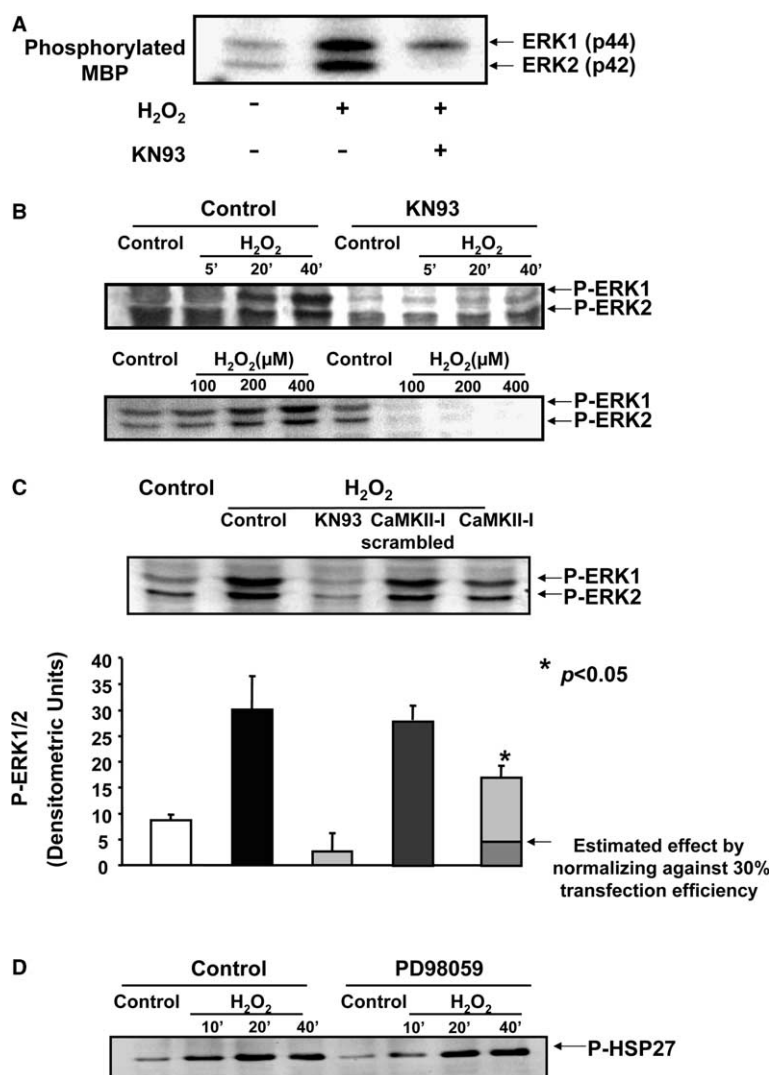 A
Phosphorylated
MBP
ERK1 (p44)
ERK2 (p42)
H₂O₂ - + +
KN93 - - +
B
Control KN93
Control H₂O₂ Control H₂O₂
5' 20' 40' 5' 20' 40'
P-ERK1
P-ERK2
Control H₂O₂(µM) Control H₂O₂(µM)
100 200 400 100 200 400
P-ERK1
P-ERK2
C
Control H₂O₂
Control KN93 CaMKII-I CaMKII-I
scrambled
P-ERK1
P-ERK2
P-ERK1/2
(Densitometric Units)
40
35
30
25
20
15
10
5
0
*
* p<0.05
Estimated effect by
normalizing against 30%
transfection efficiency
D
Control PD98059
Control H₂O₂ Control H₂O₂
10' 20' 40' 10' 20' 40'
P-HSP27